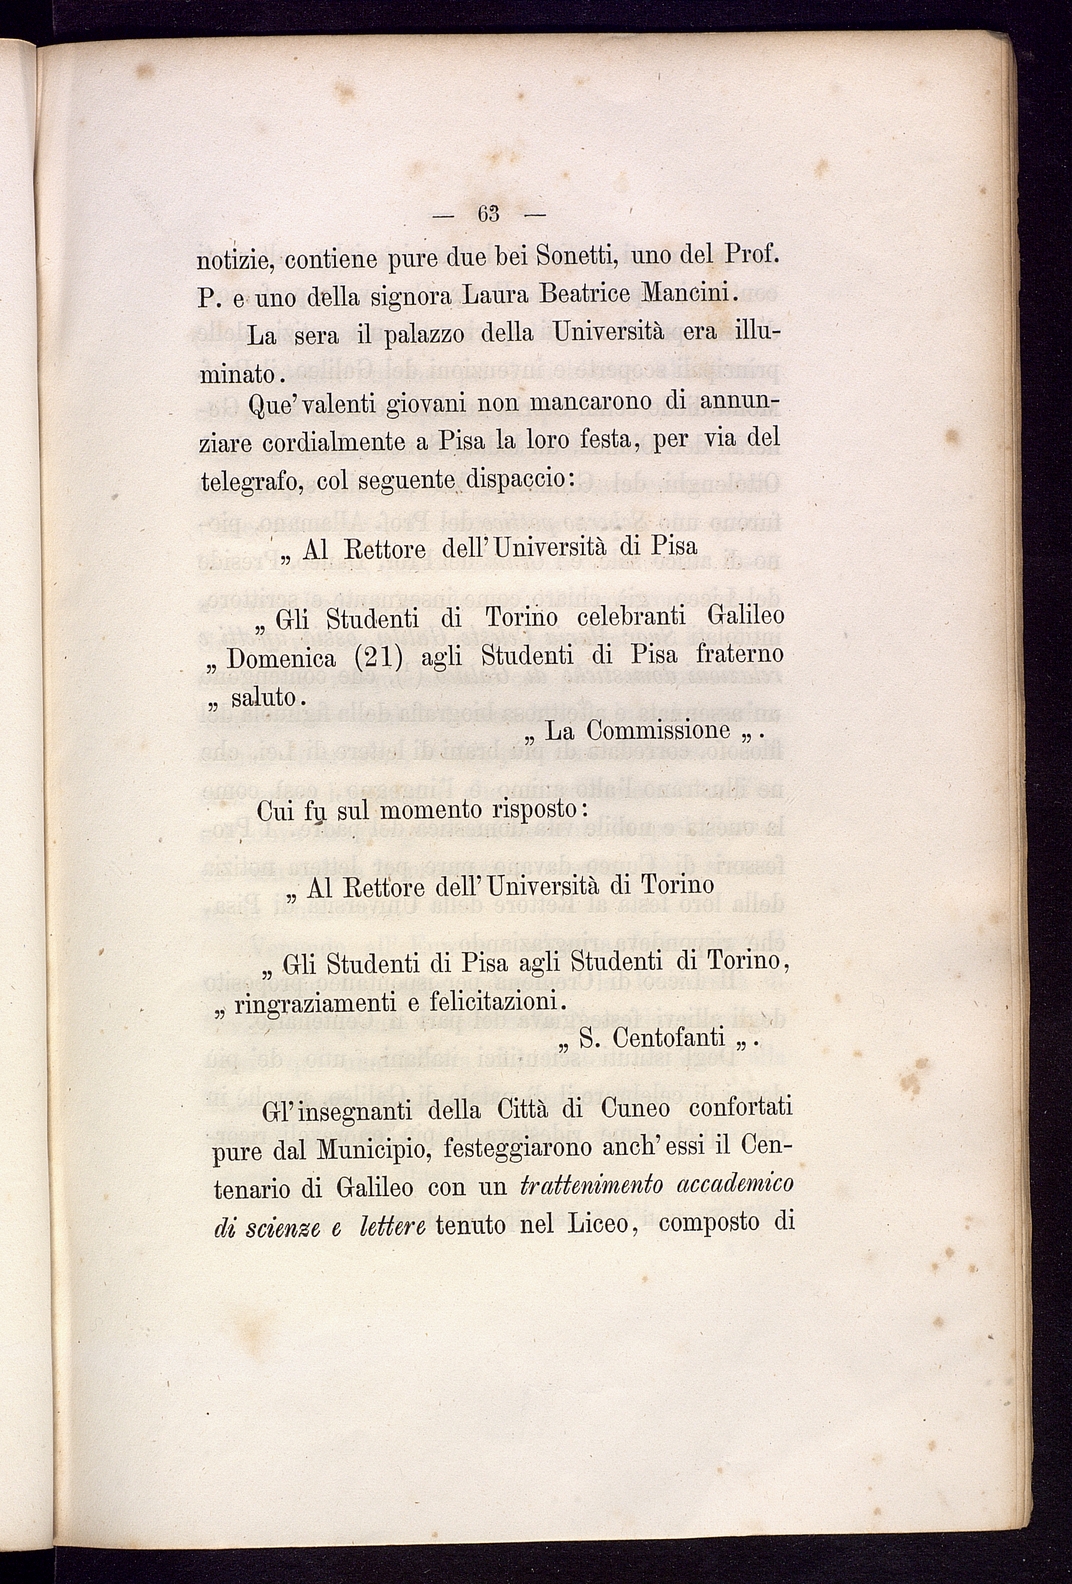 — 63 —
notizie, contiene pure due bei Sonetti, uno del Prof.
P. e uno della signora Laura Beatrice Mancini.
La sera il palazzo della Università era illu-
minato.
Que' valenti giovani non mancarono di annun-
ziare cordialmente a Pisa la loro festa, per via del
telegrafo, col seguente dispaccio:
„ Al Rettore dell' Università di Pisa
„ Gli Studenti di Torino celebranti Galileo
„ Domenica (21) agli Studenti di Pisa fraterno
„ saluto.
„ La Commissione „.
Cui fu sul momento risposto:
„ Al Rettore dell' Università di Torino
„ Gli Studenti di Pisa agli Studenti di Torino,
„ ringraziamenti e felicitazioni.
„ S. Centofanti „.
Gl' insegnanti della Città di Cuneo confortati
pure dal Municipio, festeggiarono anch' essi il Cen-
tenario di Galileo con un trattenimento accademico
di scienze e lettere tenuto nel Liceo, composto di